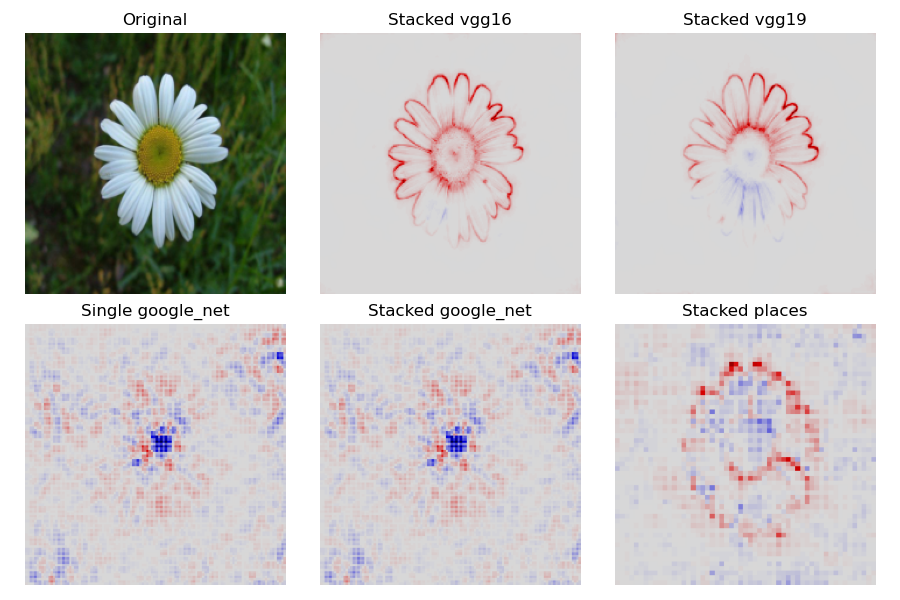 Original
Stacked vgg16
Stacked vgg19
Single google_net
Stacked google_net
Stacked places